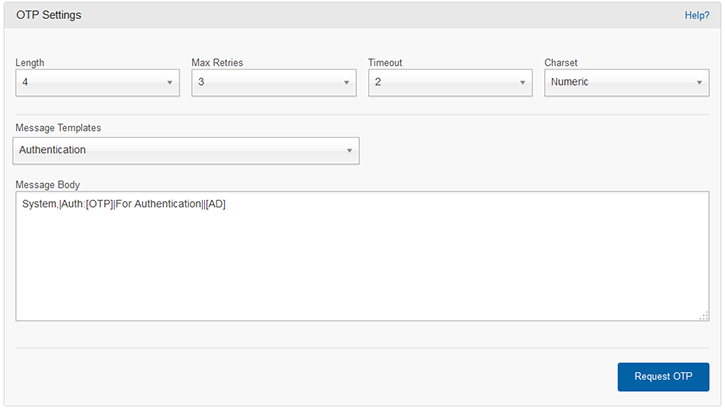 OTP Settings Help?
Length Max Retries Timeout Charset
4 3 2 Numeric
Message Templates
Authentication
Message Body
System,|Auth:[OTP]|For Authentication||[AD]
Request OTP